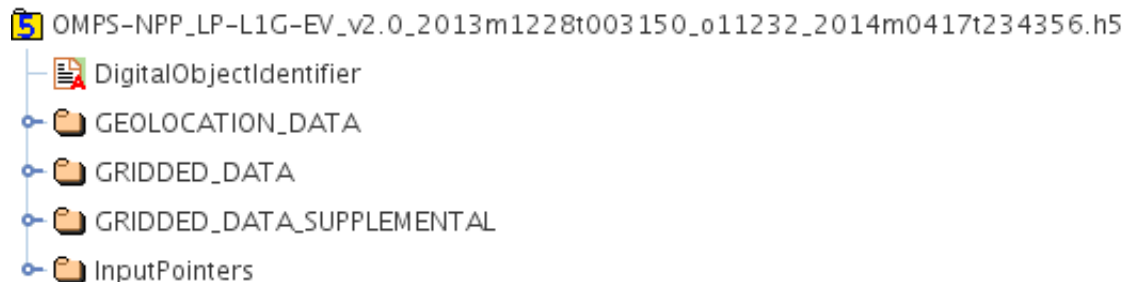 OMPS-NPP_LP-L1G-EV_v2.0_2013m1228t003150_o11232_2014m0417t234356.h5
DigitalObjectIdentifier
GEOLOCATION_DATA
GRIDDED_DATA
GRIDDED_DATA_SUPPLEMENTAL
InputPointers